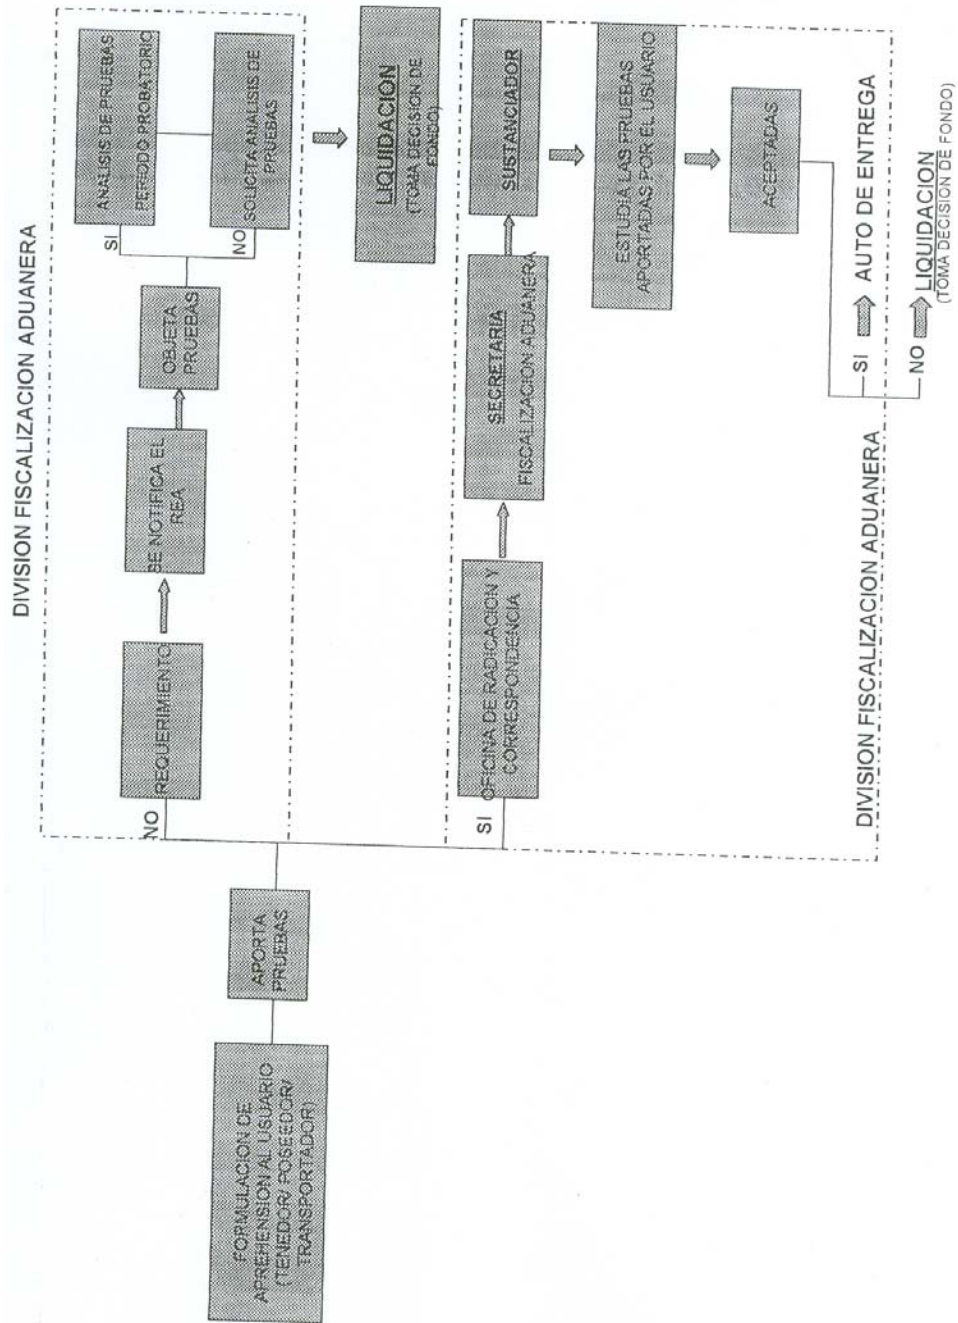 DIVISION FISCALIZACION ADUANERA
FORMULACION DE
APREHENSION AL USUARIO
(TENEDOR/ POSEEDOR/
TRANSPORTADOR)
APORTA
PRUEBAS
NO
REQUERIMIENTO
SE NOTIFICA EL
REA
OBJETA
PRUEBAS
SI
ANALISIS DE PRUEBAS
PERIODO PROBATORIO
NO
SOLICITA ANALISIS DE
PRUEBAS
LIQUIDACION
(TOMA DECISION DE
FONDO)
SI
OFICINA DE RADICACION Y
CORRESPONDENCIA
SECRETARIA
FISCALIZACION ADUANERA
SUSTANCIADOR
ESTUDIA LAS PRUEBAS
APORTADAS POR EL USUARIO
ACEPTADAS
SI
AUTO DE ENTREGA
NO
LIQUIDACION
(TOMA DECISION DE FONDO)
DIVISION FISCALIZACION ADUANERA